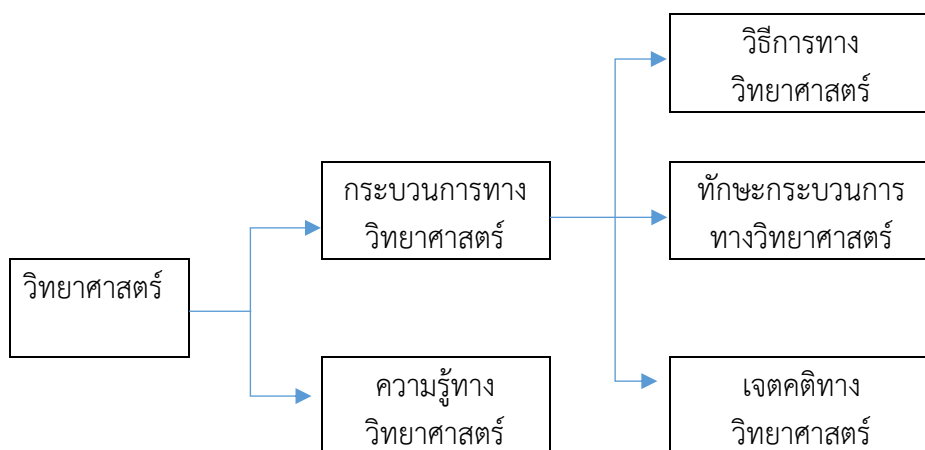 วิธีการทาง
วิทยาศาสตร์
กระบวนการทาง
วิทยาศาสตร์
ทักษะกระบวนการ
ทางวิทยาศาสตร์
วิทยาศาสตร์
ความรู้ทาง
วิทยาศาสตร์
เจตคติทาง
วิทยาศาสตร์